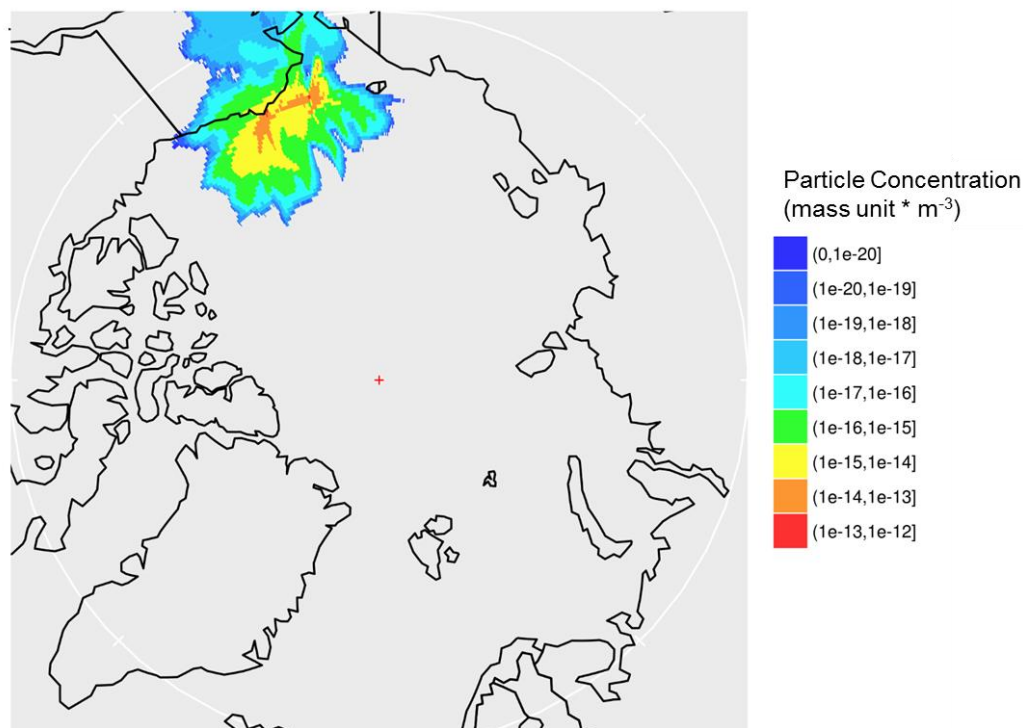 Particle Concentration
(mass unit * m-3)
(0,1e-20]
(1e-20,1e-19]
(1e-19,1e-18]
(1e-18,1e-17]
(1e-17,1e-16]
(1e-16,1e-15]
(1e-15,1e-14]
(1e-14,1e-13]
(1e-13,1e-12]